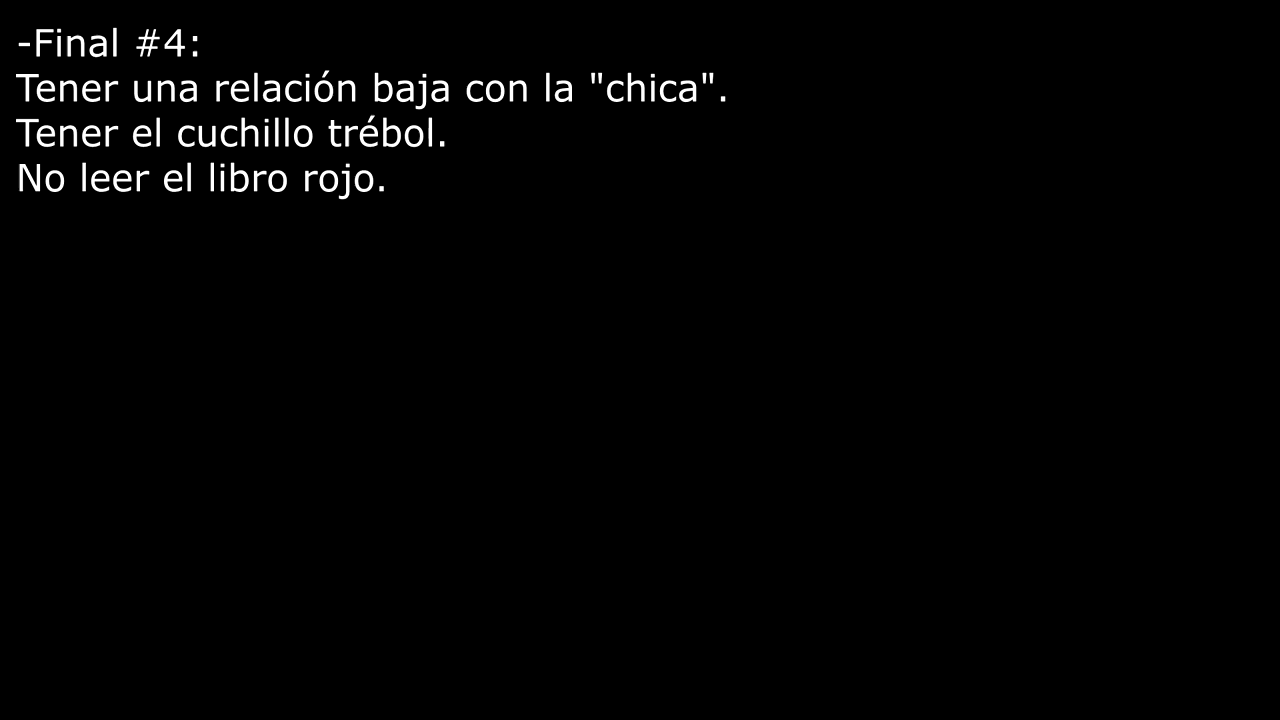 -Final #4:
Tener una relación baja con la "chica".
Tener el cuchillo trébol.
No leer el libro rojo.